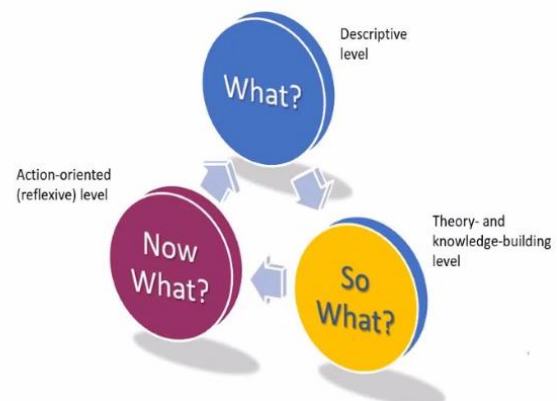 Descriptive
level
What?
Action-oriented
(reflexive) level
Now
What?
Theory- and
knowledge-building
level
So
What?